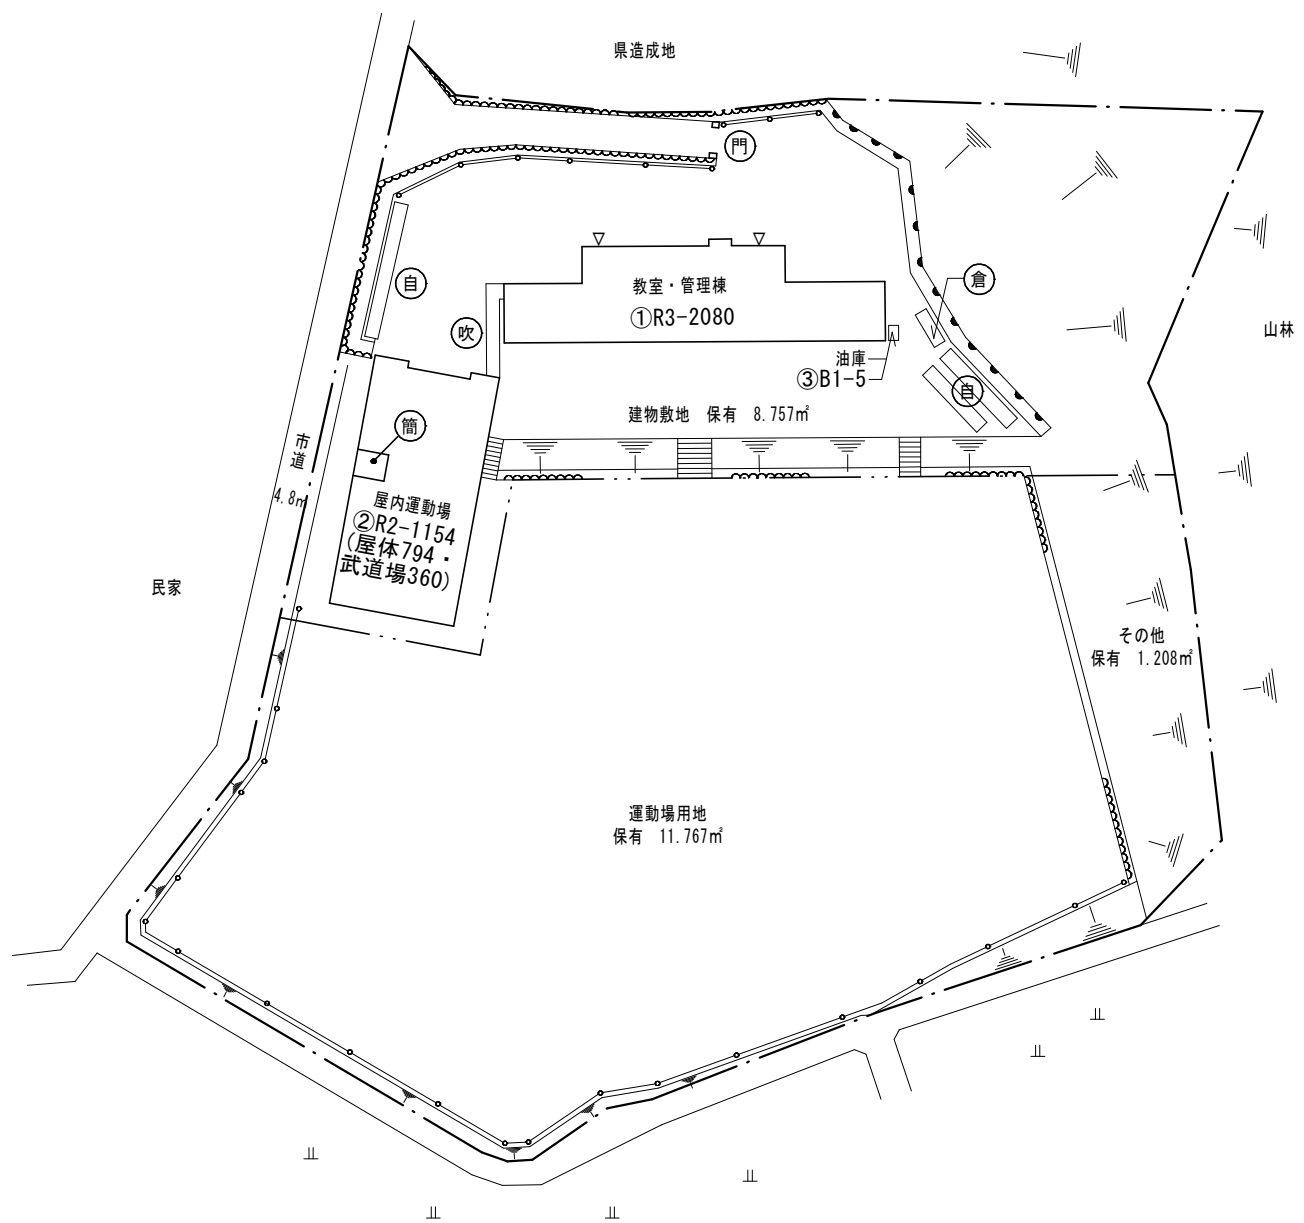 県造成地
門
自
教室・管理棟
①R3-2080
倉
吹
山林
油庫
③B1-5
自
建物敷地 保有 8.757㎡
簡
市道
4.8m
屋内運動場
②R2-1154
(屋体794・
武道場360)
民家
その他
保有 1.208㎡
運動場用地
保有 11.767㎡